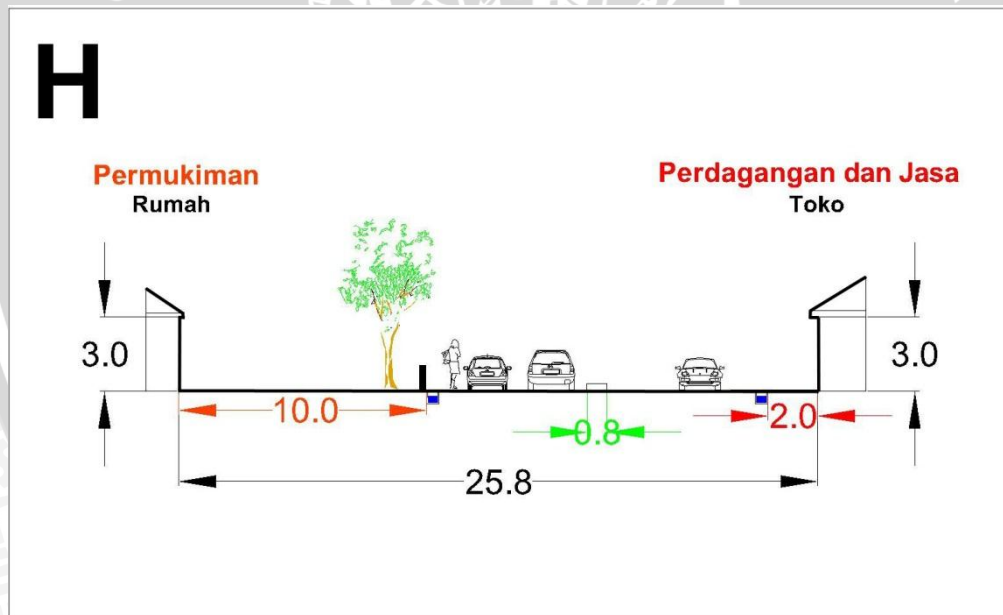 H
Permukiman
Rumah
Perdagangan dan Jasa
Toko
3.0
3.0
10.0
0.8
2.0
25.8